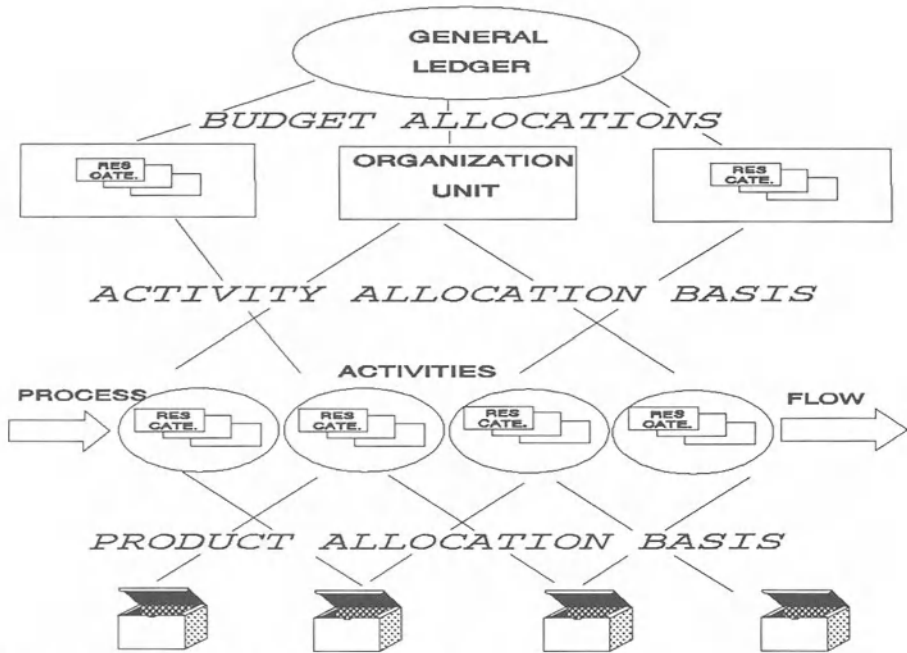 GENERAL
LEDGER
BUDGET ALLOCATIONS
RES
CATE.
ORGANIZATION
UNIT
RES
CATE.
ACTIVITY ALLOCATION BASIS
ACTIVITIES
PROCESS
FLOW
RES
CATE.
RES
CATE.
RES
CATE.
RES
CATE.
PRODUCT ALLOCATION BASIS